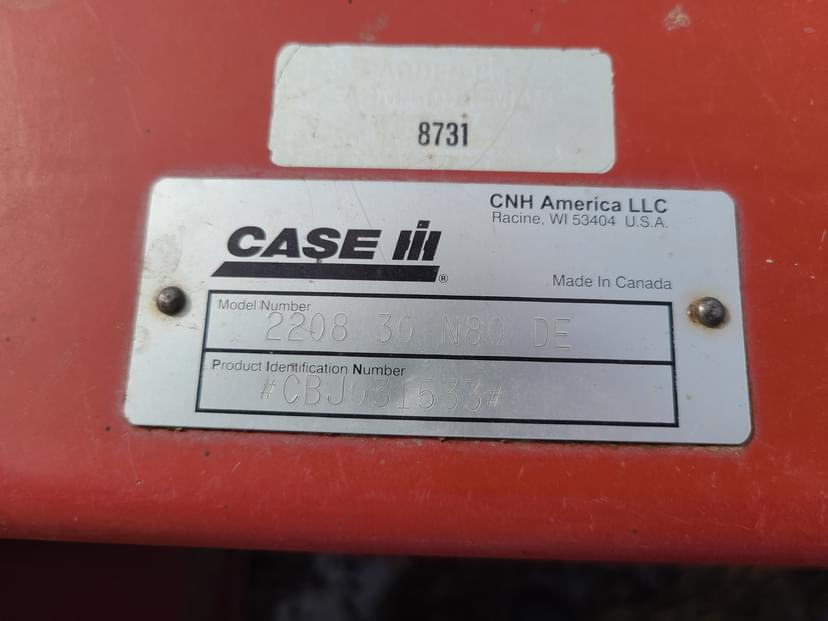 8731
CNH America LLC
Racine, WI 53404 U.S.A.
CASE IH
®
Made In Canada
Model Number
2208 30 N80 DE
Product Identification Number
#CBJ031533#